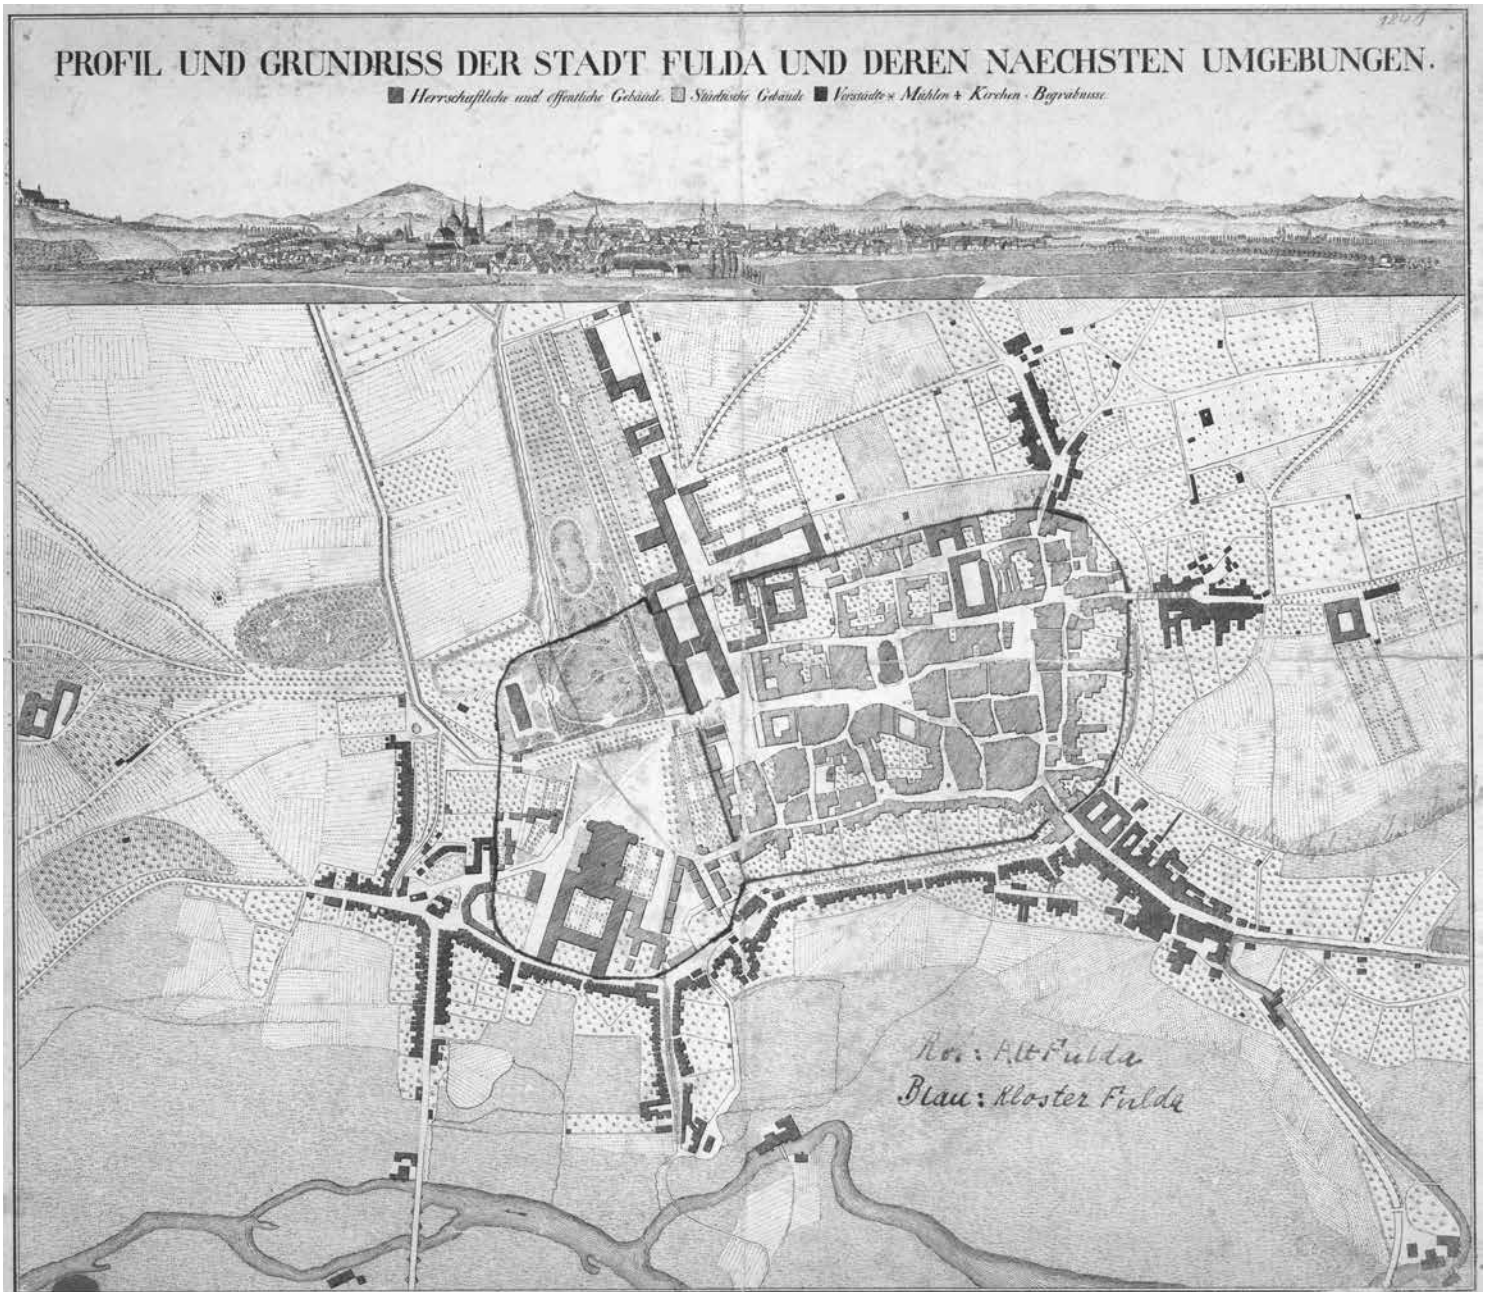 1840
PROFIL UND GRUNDRISS DER STADT FULDA UND DEREN NAECHSTEN UMGEBUNGEN.
Herrschaftliche und öffentliche Gebäude. Städtische Gebäude Vorstädte Mühlen Kirchen Begräbnisse.
Rot: Alt Fulda
Blau: Kloster Fulda